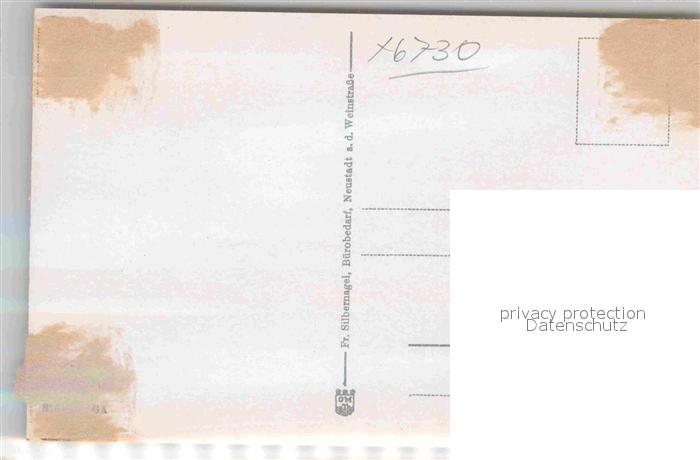 x6730
Fr. Silbernagel, Bürobedarf, Neustadt a. d. Weinstraße
privacy protection
Datenschutz